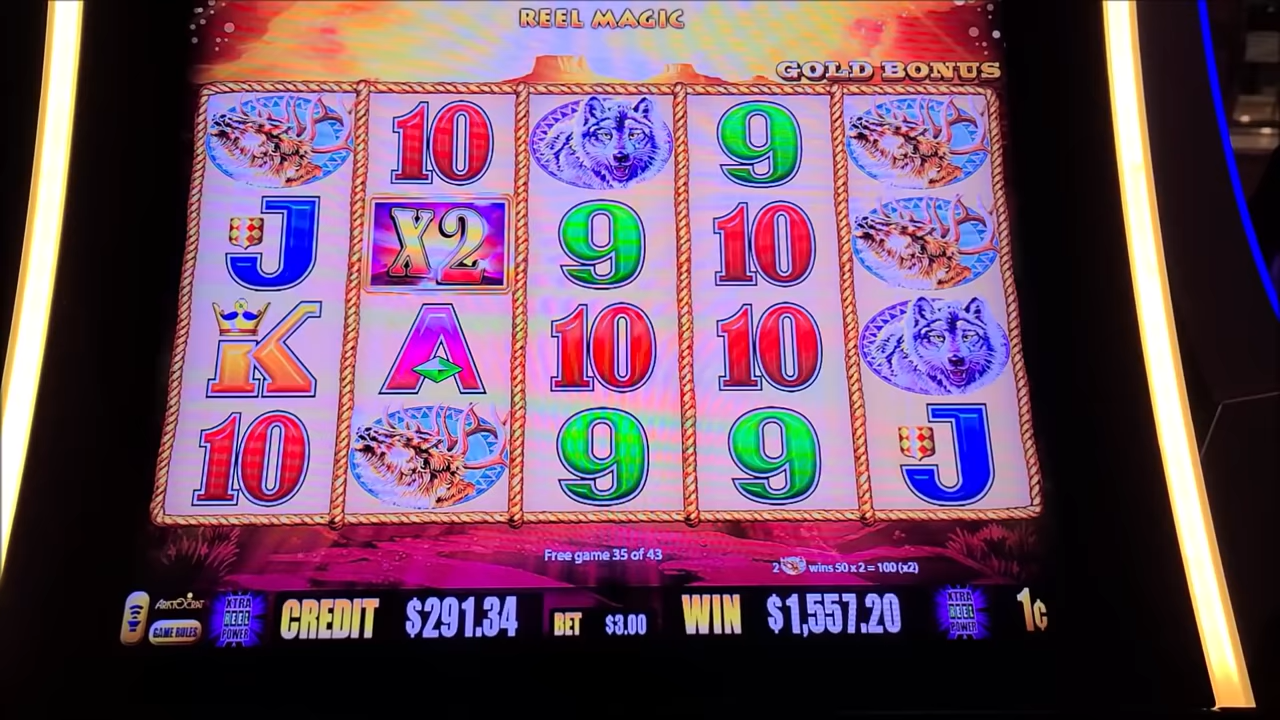 REEL MAGIC
GOLD BONUS
10 9
J X2 9 10
K A 10 10
10 9 9 J
Free game 35 of 43
2 wins 50 x 2 = 100 (x2)
ARISTOCRAT
GAME RULES
XTRA REEL POWER
CREDIT $291.34 BET $3.00 WIN $1,557.20
XTRA REEL POWER
1¢